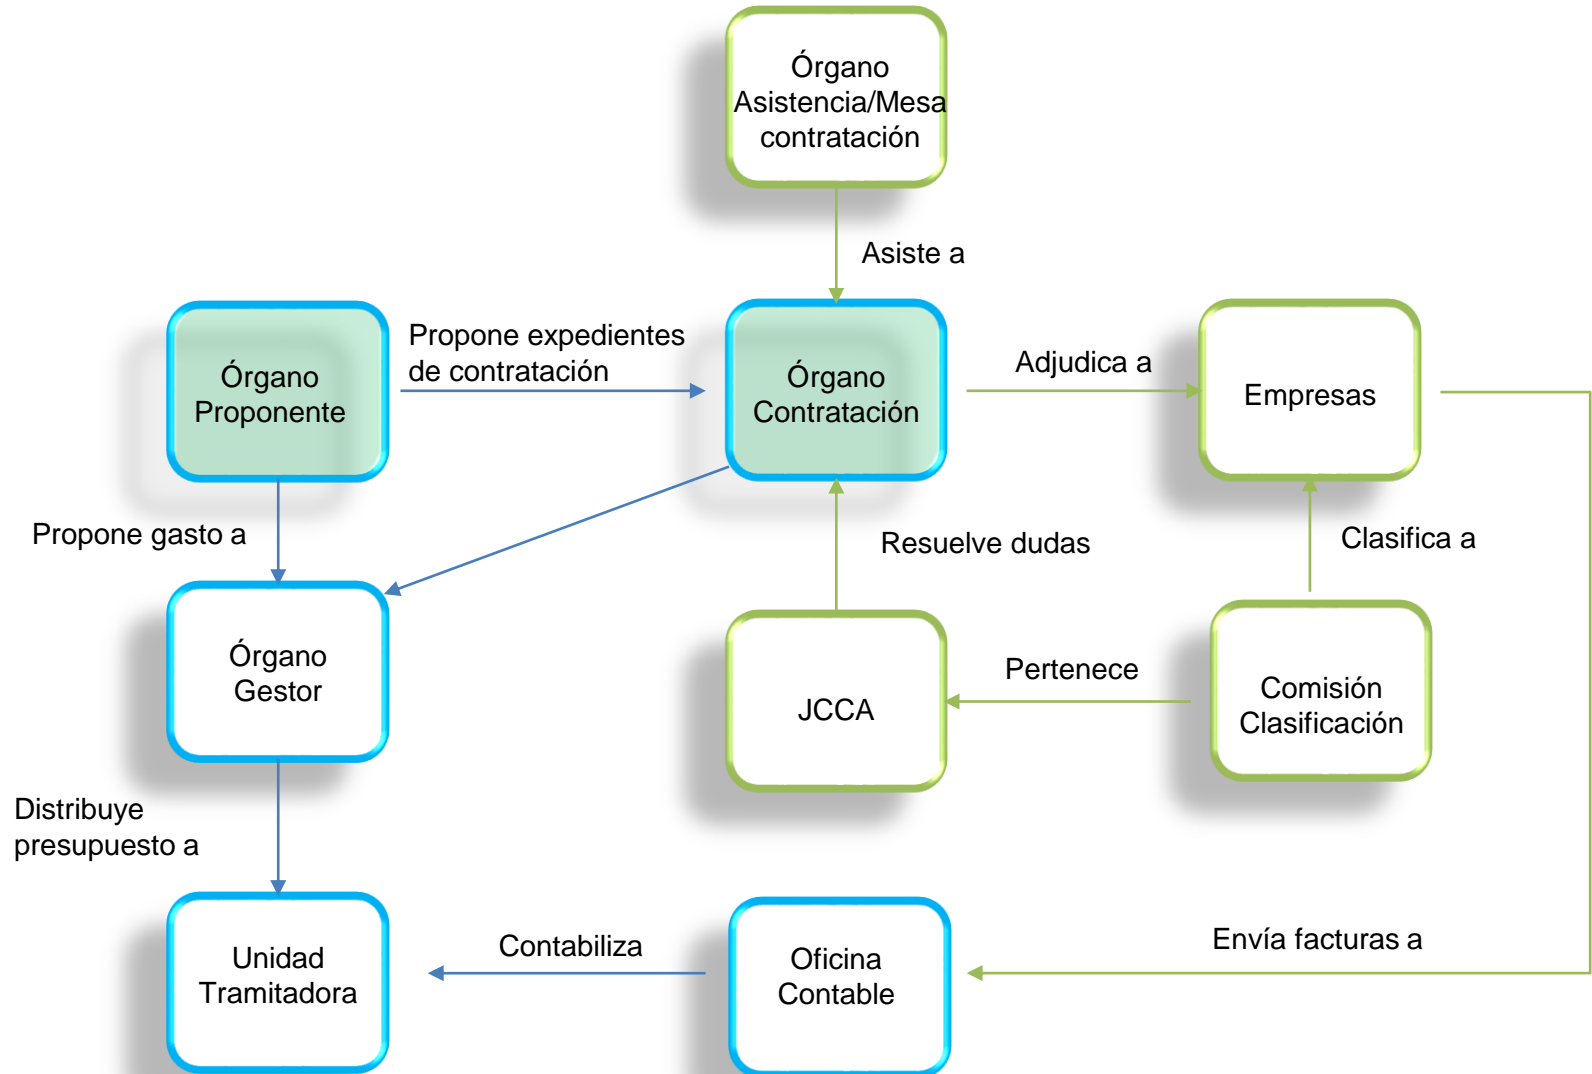 Órgano
Asistencia/Mesa
contratación
Asiste a
Órgano
Proponente
Propone expedientes
de contratación
Órgano
Contratación
Adjudica a
Empresas
Propone gasto a
Resuelve dudas
Clasifica a
Órgano
Gestor
JCCA
Pertenece
Comisión
Clasificación
Distribuye
presupuesto a
Unidad
Tramitadora
Contabiliza
Oficina
Contable
Envía facturas a